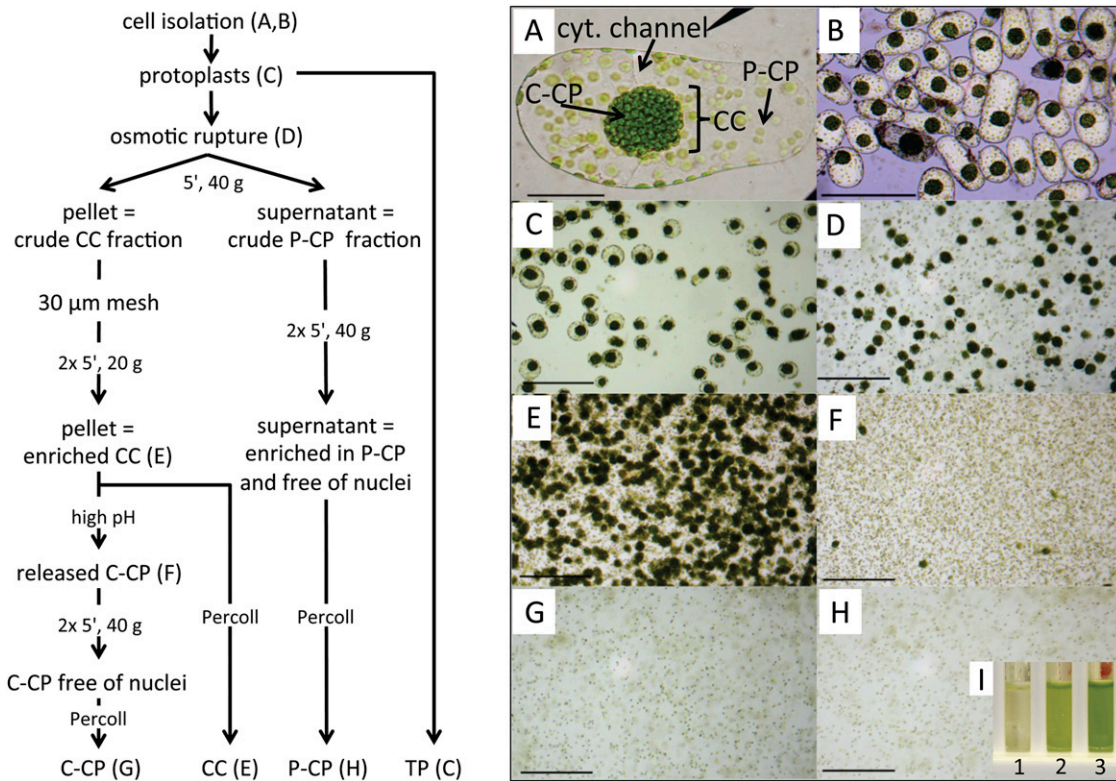 cell isolation (A,B)
protoplasts (C)
osmotic rupture (D)
5', 40 g
pellet =
crude CC fraction
supernatant =
crude P-CP fraction
30 µm mesh
2x 5', 20 g
2x 5', 40 g
pellet =
enriched CC (E)
supernatant =
enriched in P-CP
and free of nuclei
high pH
released C-CP (F)
2x 5', 40 g
Percoll
Percoll
C-CP free of nuclei
Percoll
C-CP (G)
CC (E)
P-CP (H)
TP (C)
A
cyt. channel
P-CP
C-CP
CC
B
C
D
E
F
G
H
I
1 2 3